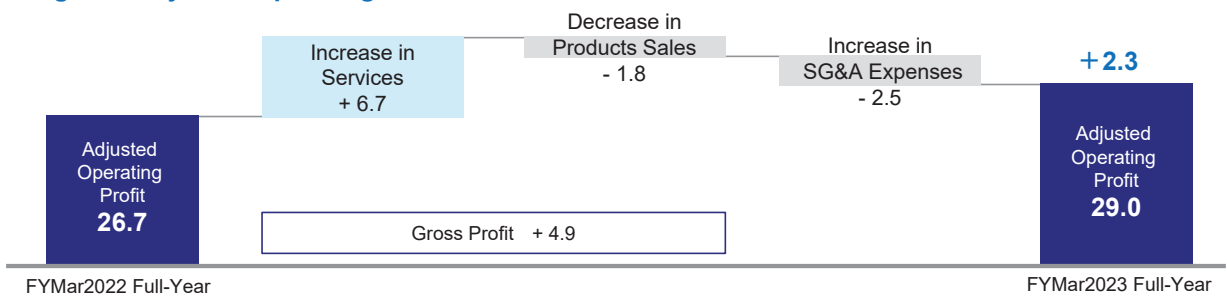 Increase in
Services
+ 6.7
Decrease in
Products Sales
- 1.8
Increase in
SG&A Expenses
- 2.5
＋2.3
Adjusted
Operating
Profit
26.7
Adjusted
Operating
Profit
29.0
Gross Profit + 4.9
FYMar2022 Full-Year
FYMar2023 Full-Year